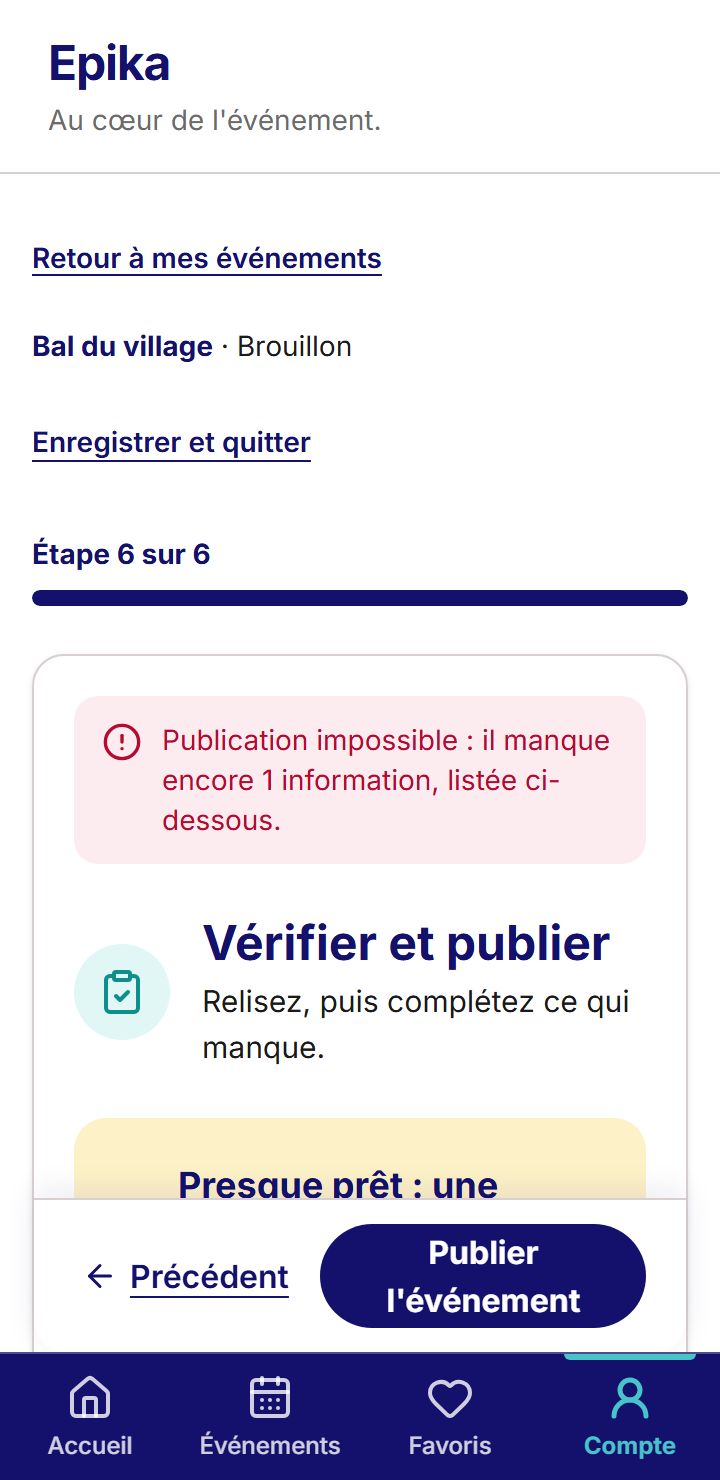 Epika
Au cœur de l'événement.
Retour à mes événements
Bal du village · Brouillon
Enregistrer et quitter
Étape 6 sur 6
Publication impossible : il manque
encore 1 information, listée ci-
dessous.
Vérifier et publier
Relisez, puis complétez ce qui
manque.
Presque prêt : une
Précédent
Publier
l'événement
Accueil
Événements
Favoris
Compte